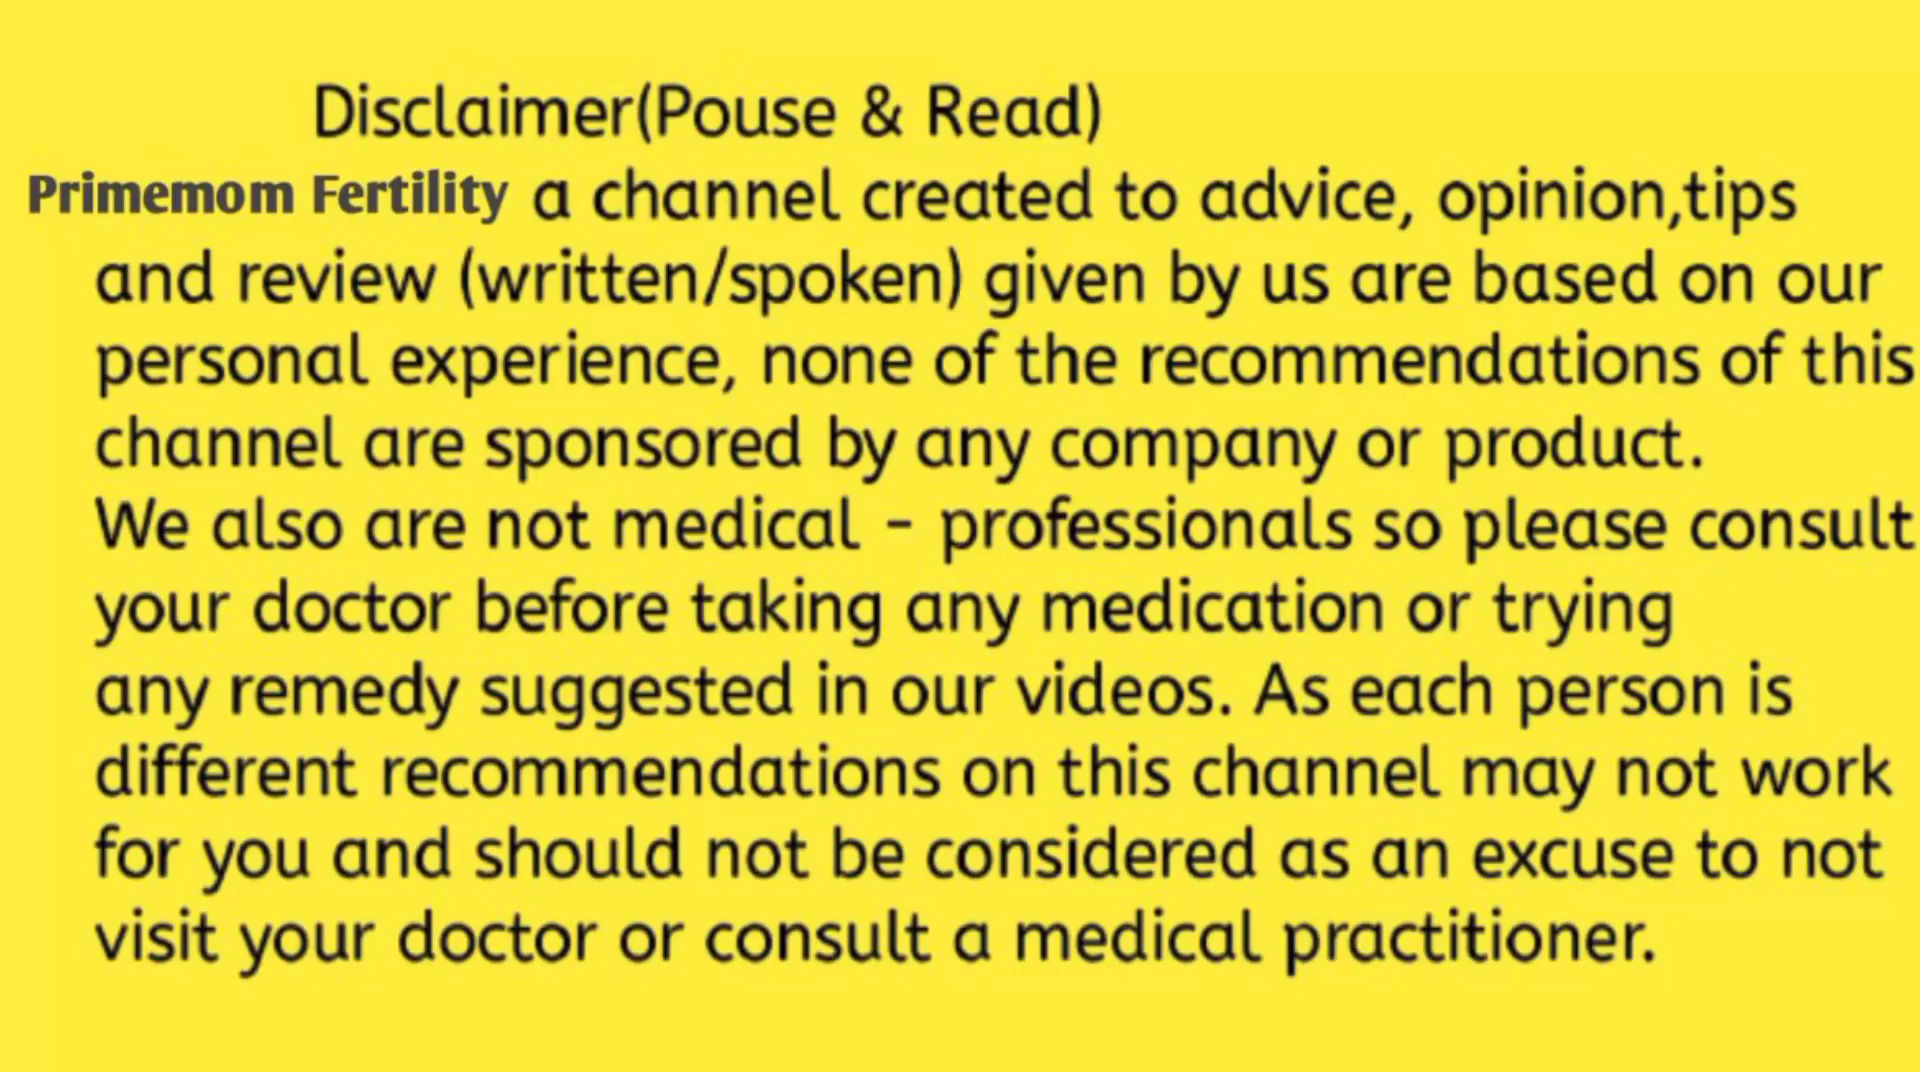 Disclaimer(Pouse & Read)
Primemom Fertility a channel created to advice, opinion,tips
and review (written/spoken) given by us are based on our
personal experience, none of the recommendations of this
channel are sponsored by any company or product.
We also are not medical - professionals so please consult
your doctor before taking any medication or trying
any remedy suggested in our videos. As each person is
different recommendations on this channel may not work
for you and should not be considered as an excuse to not
visit your doctor or consult a medical practitioner.